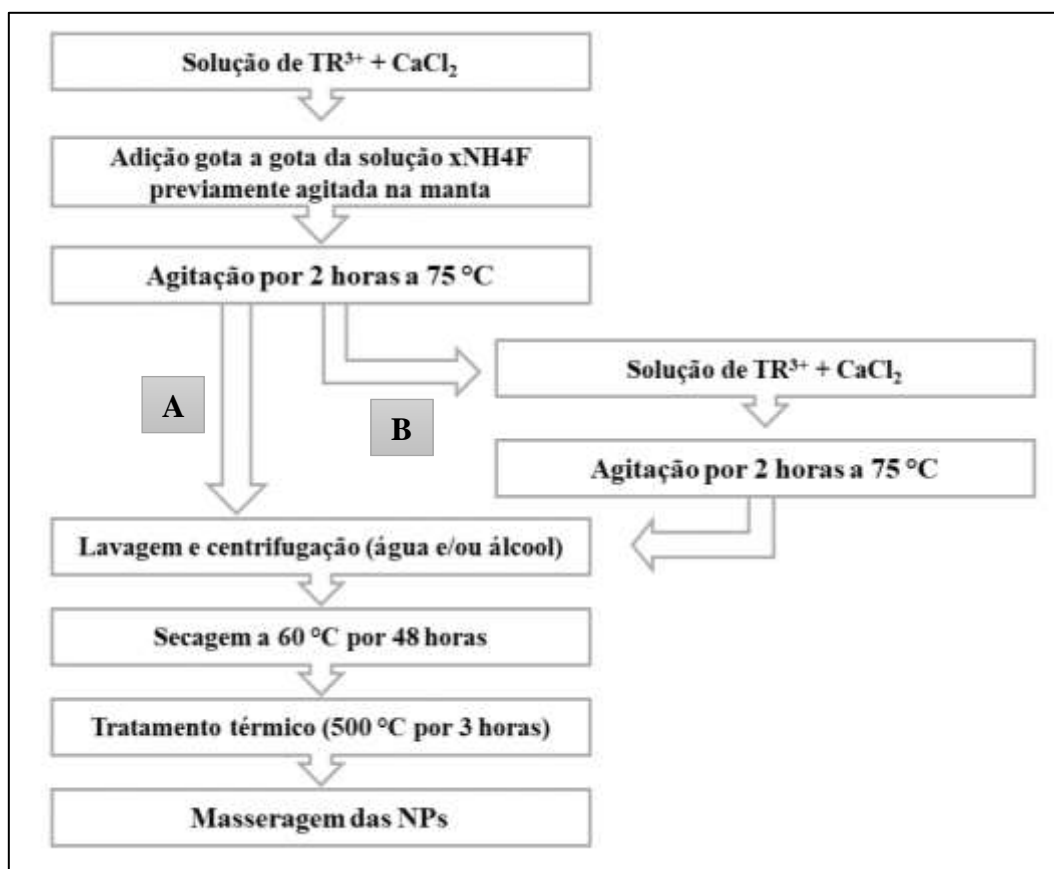 Solução de TR³⁺ + CaCl₂
Adição gota a gota da solução xNH4F
previamente agitada na manta
Agitação por 2 horas a 75 °C
A
B
Solução de TR³⁺ + CaCl₂
Agitação por 2 horas a 75 °C
Lavagem e centrifugação (água e/ou álcool)
Secagem a 60 °C por 48 horas
Tratamento térmico (500 °C por 3 horas)
Masseragem das NPs